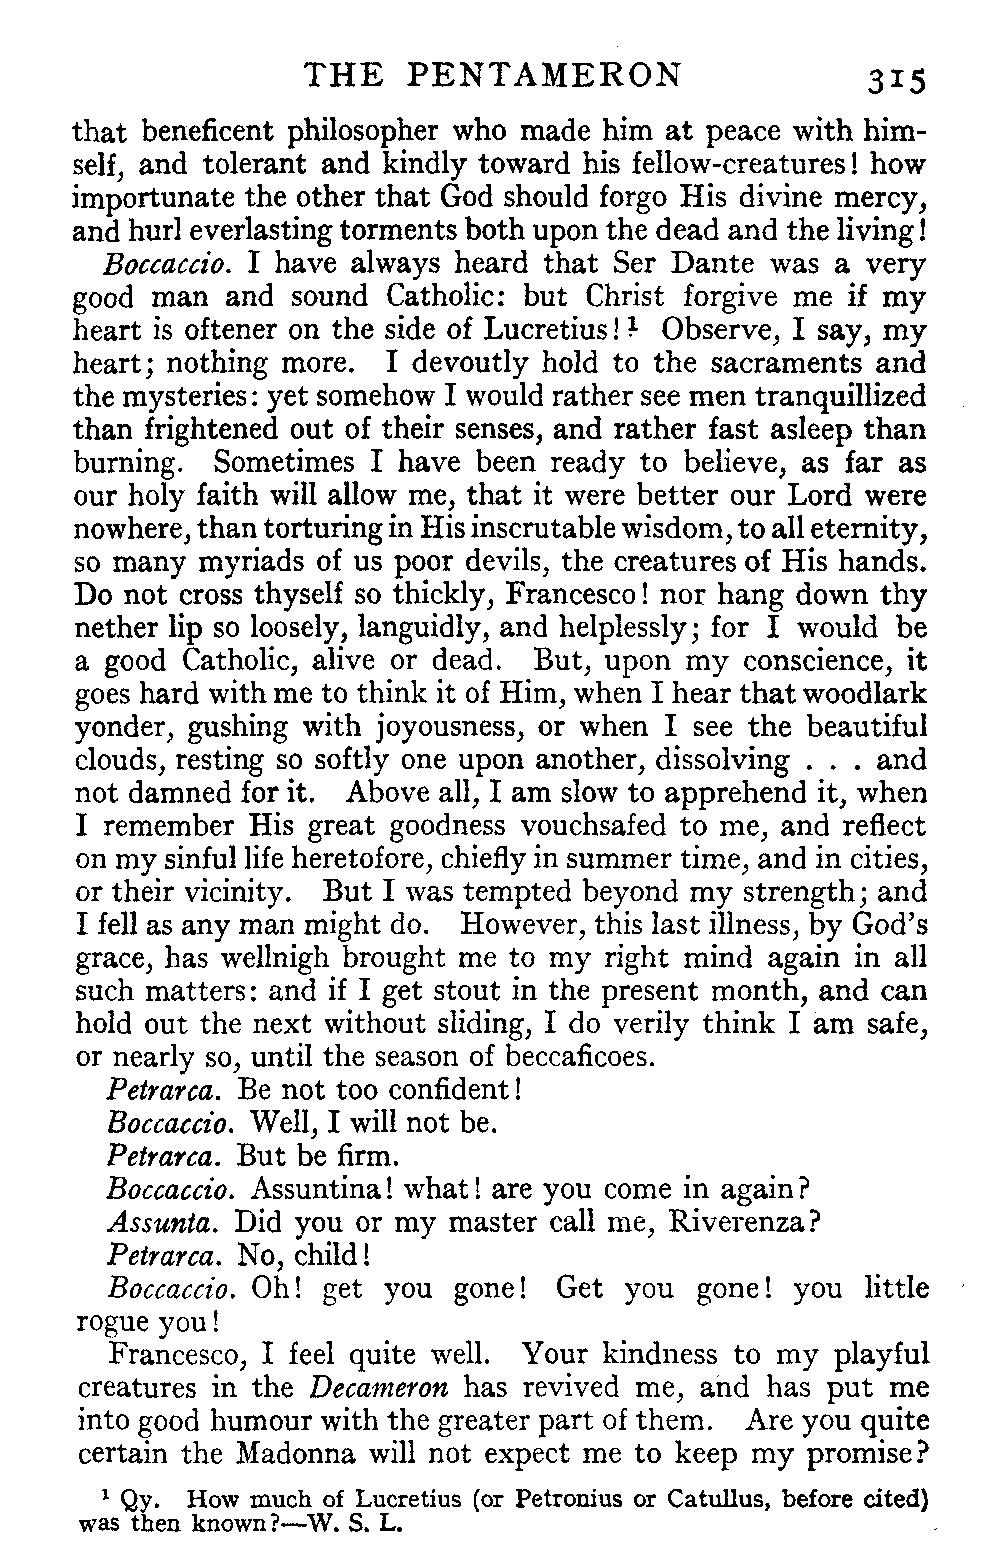 THE PENTAMERON 315
that beneficent philosopher who made him at peace with him-
self, and tolerant and kindly toward his fellow-creatures! how
importunate the other that God should forgo His divine mercy,
and hurl everlasting torments both upon the dead and the living!
Boccaccio. I have always heard that Ser Dante was a very
good man and sound Catholic: but Christ forgive me if my
heart is oftener on the side of Lucretius!¹ Observe, I say, my
heart; nothing more. I devoutly hold to the sacraments and
the mysteries: yet somehow I would rather see men tranquillized
than frightened out of their senses, and rather fast asleep than
burning. Sometimes I have been ready to believe, as far as
our holy faith will allow me, that it were better our Lord were
nowhere, than torturing in His inscrutable wisdom, to all eternity,
so many myriads of us poor devils, the creatures of His hands.
Do not cross thyself so thickly, Francesco! nor hang down thy
nether lip so loosely, languidly, and helplessly; for I would be
a good Catholic, alive or dead. But, upon my conscience, it
goes hard with me to think it of Him, when I hear that woodlark
yonder, gushing with joyousness, or when I see the beautiful
clouds, resting so softly one upon another, dissolving . . . and
not damned for it. Above all, I am slow to apprehend it, when
I remember His great goodness vouchsafed to me, and reflect
on my sinful life heretofore, chiefly in summer time, and in cities,
or their vicinity. But I was tempted beyond my strength; and
I fell as any man might do. However, this last illness, by God's
grace, has wellnigh brought me to my right mind again in all
such matters: and if I get stout in the present month, and can
hold out the next without sliding, I do verily think I am safe,
or nearly so, until the season of beccaficoes.
Petrarca. Be not too confident!
Boccaccio. Well, I will not be.
Petrarca. But be firm.
Boccaccio. Assuntina! what! are you come in again?
Assunta. Did you or my master call me, Riverenza?
Petrarca. No, child!
Boccaccio. Oh! get you gone! Get you gone! you little
rogue you!
Francesco, I feel quite well. Your kindness to my playful
creatures in the Decameron has revived me, and has put me
into good humour with the greater part of them. Are you quite
certain the Madonna will not expect me to keep my promise?
¹ Qy. How much of Lucretius (or Petronius or Catullus, before cited)
was then known?—W. S. L.